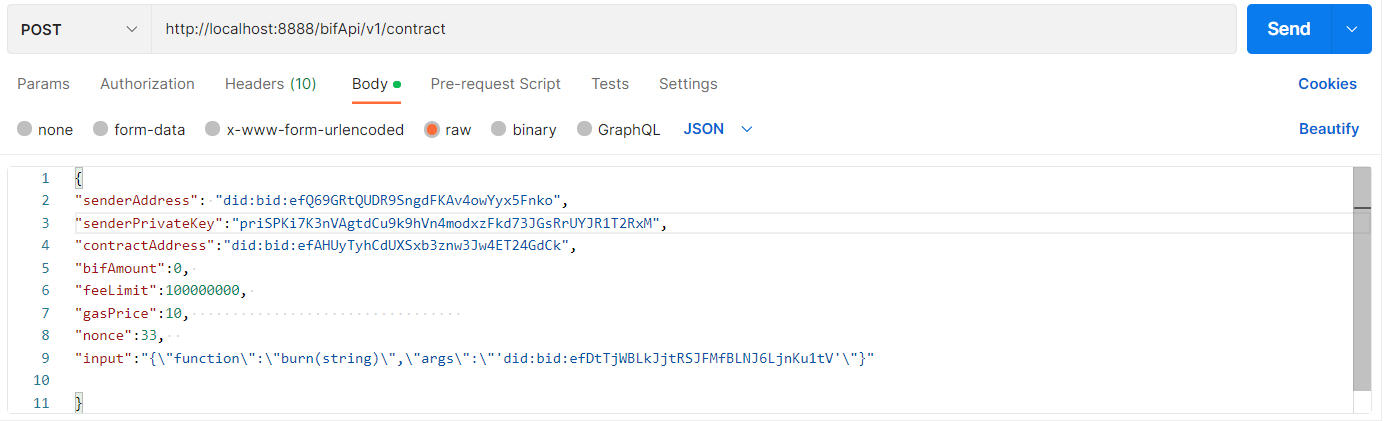 POST http://localhost:8888/bifApi/v1/contract Send
Params Authorization Headers (10) Body Pre-request Script Tests Settings Cookies
none form-data x-www-form-urlencoded raw binary GraphQL JSON Beautify
1 {
2 "senderAddress": "did:bid:efQ69GRtQUDR9SngdFKAv4owYyx5Fnko",
3 "senderPrivateKey":"priSPKi7K3nVAgtdCu9k9hVn4modxzFkd73JGsRrUYJR1T2RxM",
4 "contractAddress":"did:bid:efAHUyTyhCdUXSxb3znw3Jw4ET24GdCk",
5 "bifAmount":0,
6 "feeLimit":100000000,
7 "gasPrice":10,
8 "nonce":33,
9 "input":"{\"function\":\"burn(string)\",\"args\":\"'did:bid:efDtTjWBLkJjtRSJFMfBLNJ6LjnKu1tV'\"}"
10
11 }